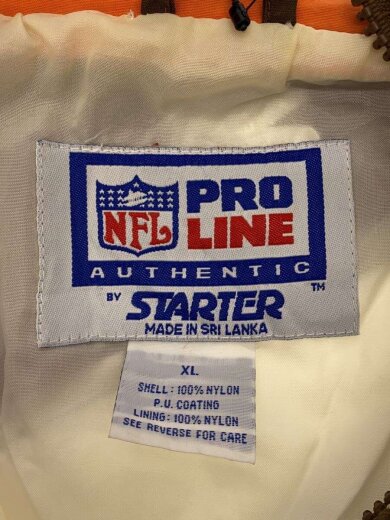 NFL
PRO
LINE
AUTHENTIC
BY STARTER TM
MADE IN SRI LANKA
XL
SHELL: 100% NYLON
P.U. COATING
LINING: 100% NYLON
SEE REVERSE FOR CARE